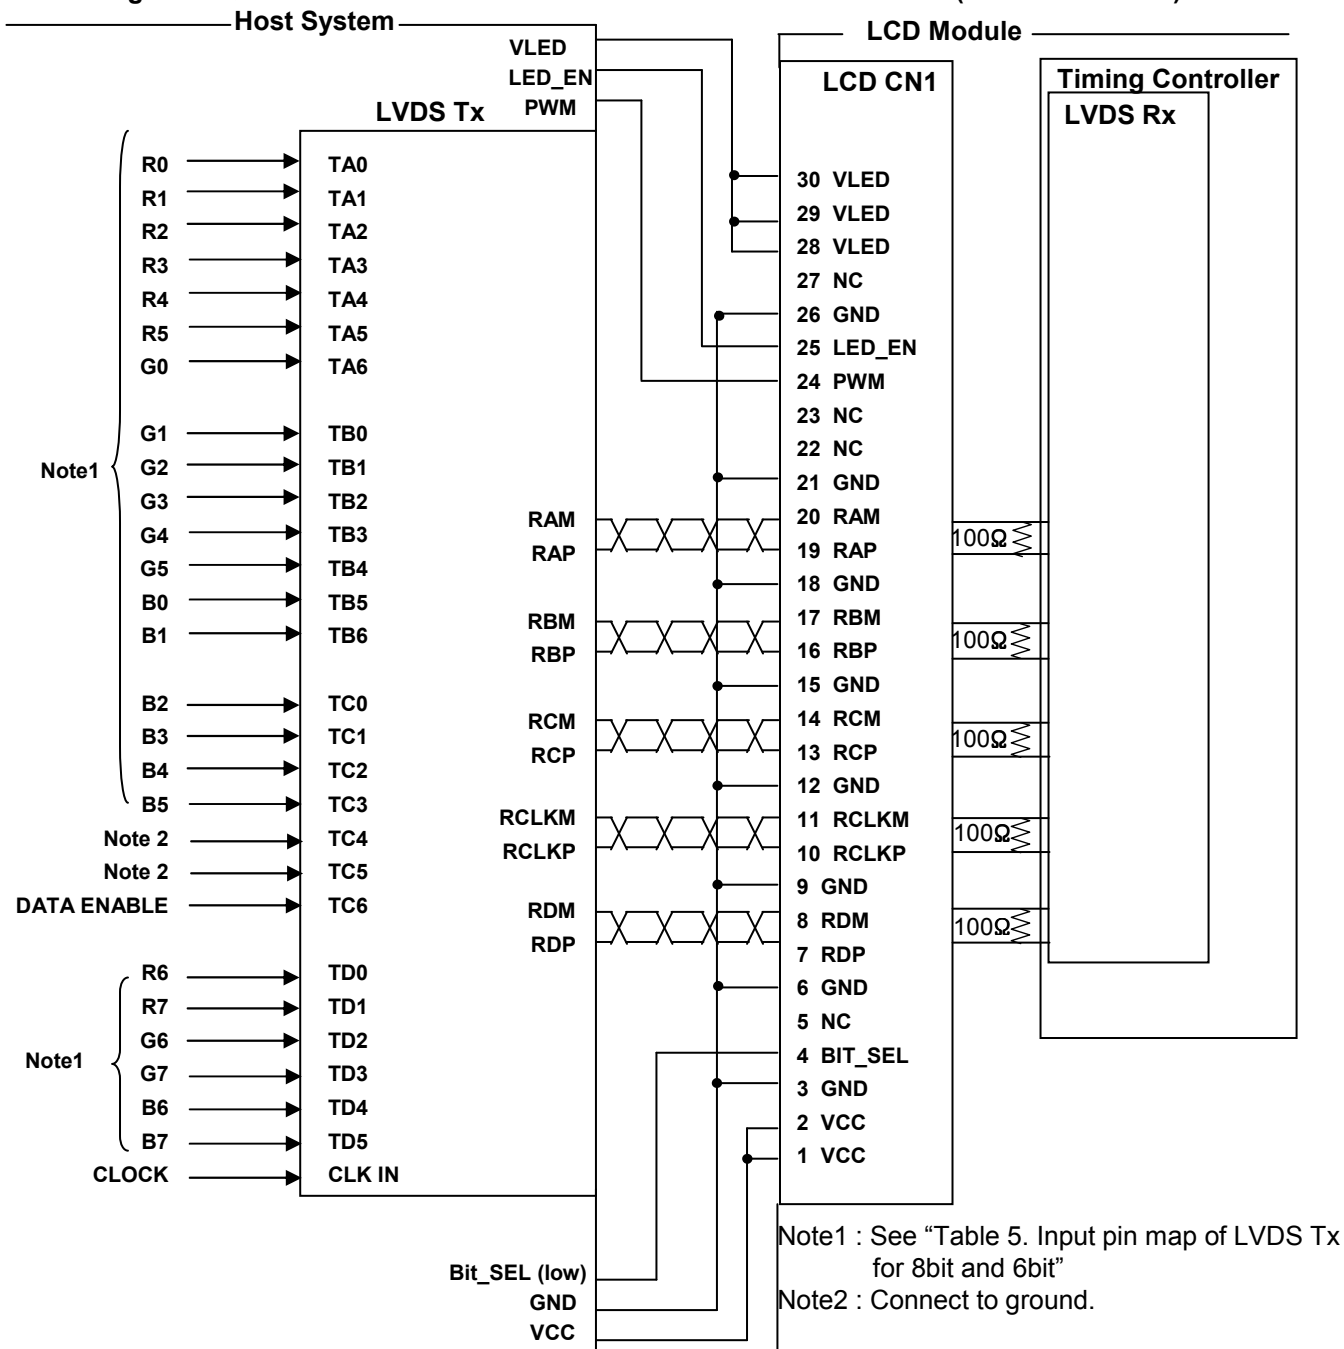 Host System
LCD Module
VLED
LED_EN
PWM
LVDS Tx
R0 TA0
R1 TA1
R2 TA2
R3 TA3
R4 TA4
R5 TA5
G0 TA6
Note1
G1 TB0
G2 TB1
G3 TB2
G4 TB3
G5 TB4
B0 TB5
B1 TB6
B2 TC0
B3 TC1
B4 TC2
B5 TC3
Note 2 TC4
Note 2 TC5
DATA ENABLE TC6
Note1
R6 TD0
R7 TD1
G6 TD2
G7 TD3
B6 TD4
B7 TD5
CLOCK CLK IN
RAM
RAP
RBM
RBP
RCM
RCP
RCLKM
RCLKP
RDM
RDP
Bit_SEL (low)
GND
VCC
LCD CN1
30 VLED
29 VLED
28 VLED
27 NC
26 GND
25 LED_EN
24 PWM
23 NC
22 NC
21 GND
20 RAM
19 RAP
18 GND
17 RBM
16 RBP
15 GND
14 RCM
13 RCP
12 GND
11 RCLKM
10 RCLKP
9 GND
8 RDM
7 RDP
6 GND
5 NC
4 BIT_SEL
3 GND
2 VCC
1 VCC
Timing Controller
LVDS Rx
100Ω
100Ω
100Ω
100Ω
100Ω
Note1 : See “Table 5. Input pin map of LVDS Tx
for 8bit and 6bit”
Note2 : Connect to ground.